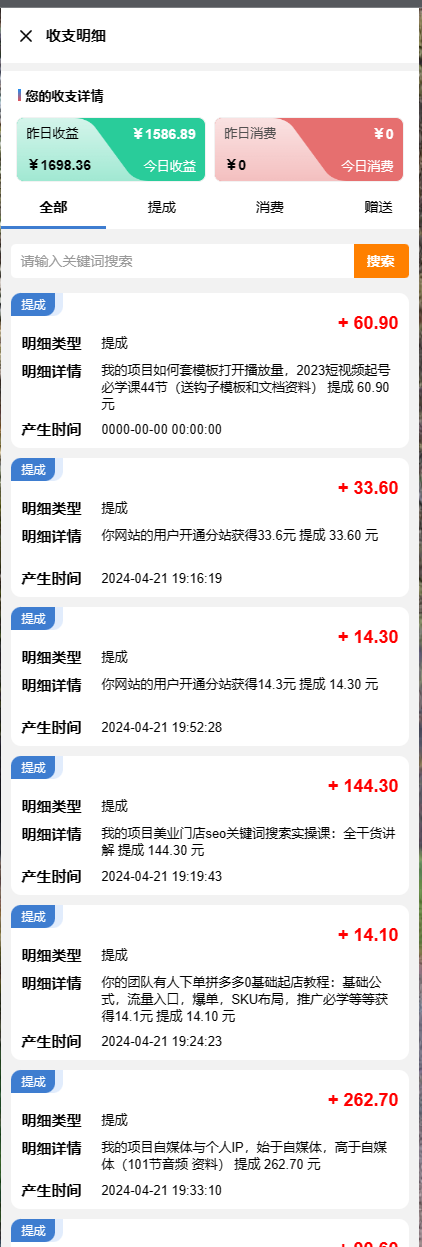 收支明细
您的收支详情
昨日收益 ￥1586.89
￥1698.36 今日收益
昨日消费 ￥0
￥0 今日消费
全部 提成 消费 赠送
请输入关键词搜索 搜索
提成
+ 60.90
明细类型 提成
明细详情 我的项目如何套模板打开播放量，2023短视频起号
必学课44节（送钩子模板和文档资料） 提成 60.90
元
产生时间 0000-00-00 00:00:00
提成
+ 33.60
明细类型 提成
明细详情 你网站的用户开通分站获得33.6元 提成 33.60 元
产生时间 2024-04-21 19:16:19
提成
+ 14.30
明细类型 提成
明细详情 你网站的用户开通分站获得14.3元 提成 14.30 元
产生时间 2024-04-21 19:52:28
提成
+ 144.30
明细类型 提成
明细详情 我的项目美业门店seo关键词搜索实操课：全干货讲
解 提成 144.30 元
产生时间 2024-04-21 19:19:43
提成
+ 14.10
明细类型 提成
明细详情 你的团队有人下单拼多多0基础起店教程：基础公
式，流量入口，爆单，SKU布局，推广必学等等获
得14.1元 提成 14.10 元
产生时间 2024-04-21 19:24:23
提成
+ 262.70
明细类型 提成
明细详情 我的项目自媒体与个人IP，始于自媒体，高于自媒
体（101节音频 资料） 提成 262.70 元
产生时间 2024-04-21 19:33:10
提成